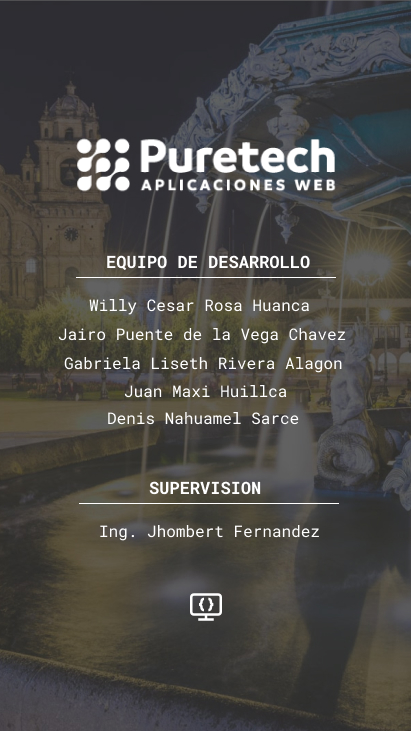 Puretech
APLICACIONES WEB
EQUIPO DE DESARROLLO
Willy Cesar Rosa Huanca
Jairo Puente de la Vega Chavez
Gabriela Liseth Rivera Alagon
Juan Maxi Huillca
Denis Nahuamel Sarce
SUPERVISION
Ing. Jhombert Fernandez